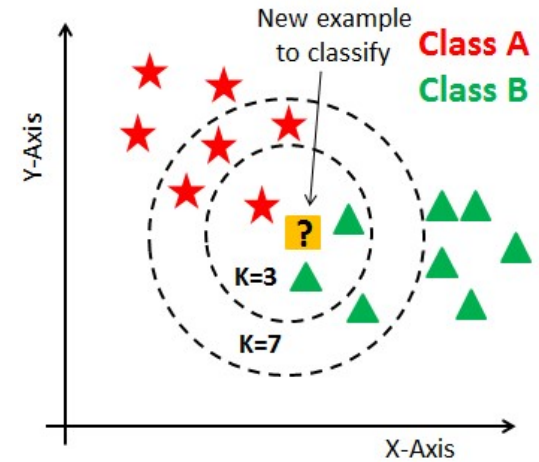 New example
to classify
Class A
Class B
Y-Axis
?
K=3
K=7
X-Axis